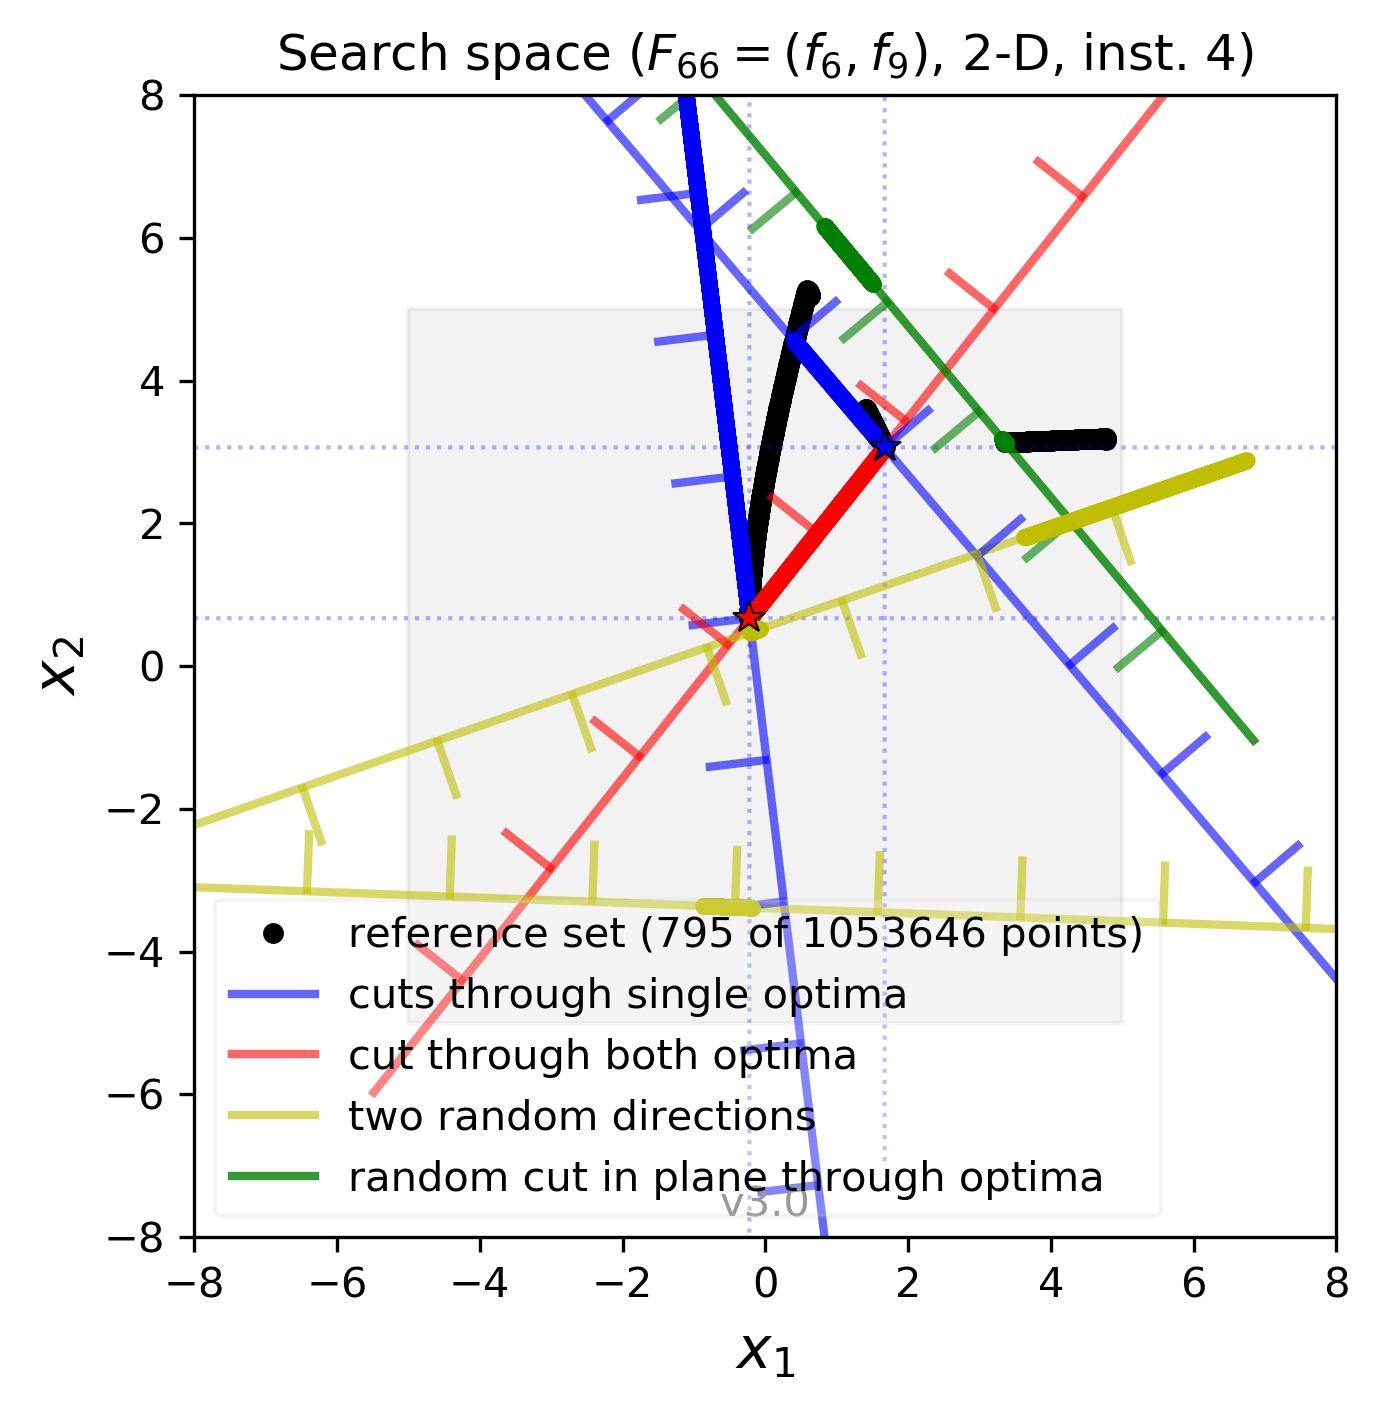 Search space (F₆₆ = (f₆, f₉), 2-D, inst. 4)
8
6
4
2
0
−2
−4
−6
−8
x₂
reference set (795 of 1053646 points)
cuts through single optima
cut through both optima
two random directions
random cut in plane through optima
v3.0
−8 −6 −4 −2 0 2 4 6 8
x₁